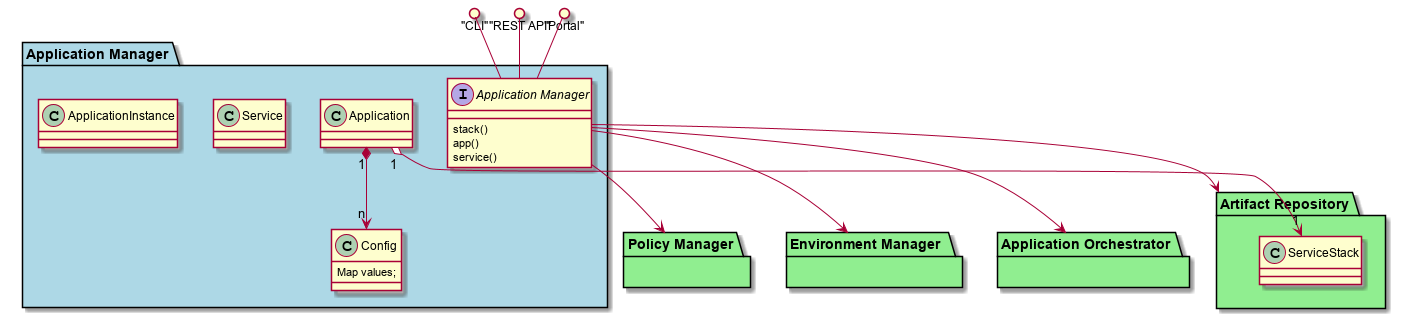 "CLI"
"REST API"
"Portal"
Application Manager
C ApplicationInstance
C Service
C Application
I Application Manager
stack()
app()
service()
1
1
n
C Config
Map values;
Policy Manager
Environment Manager
Application Orchestrator
Artifact Repository
1
C ServiceStack